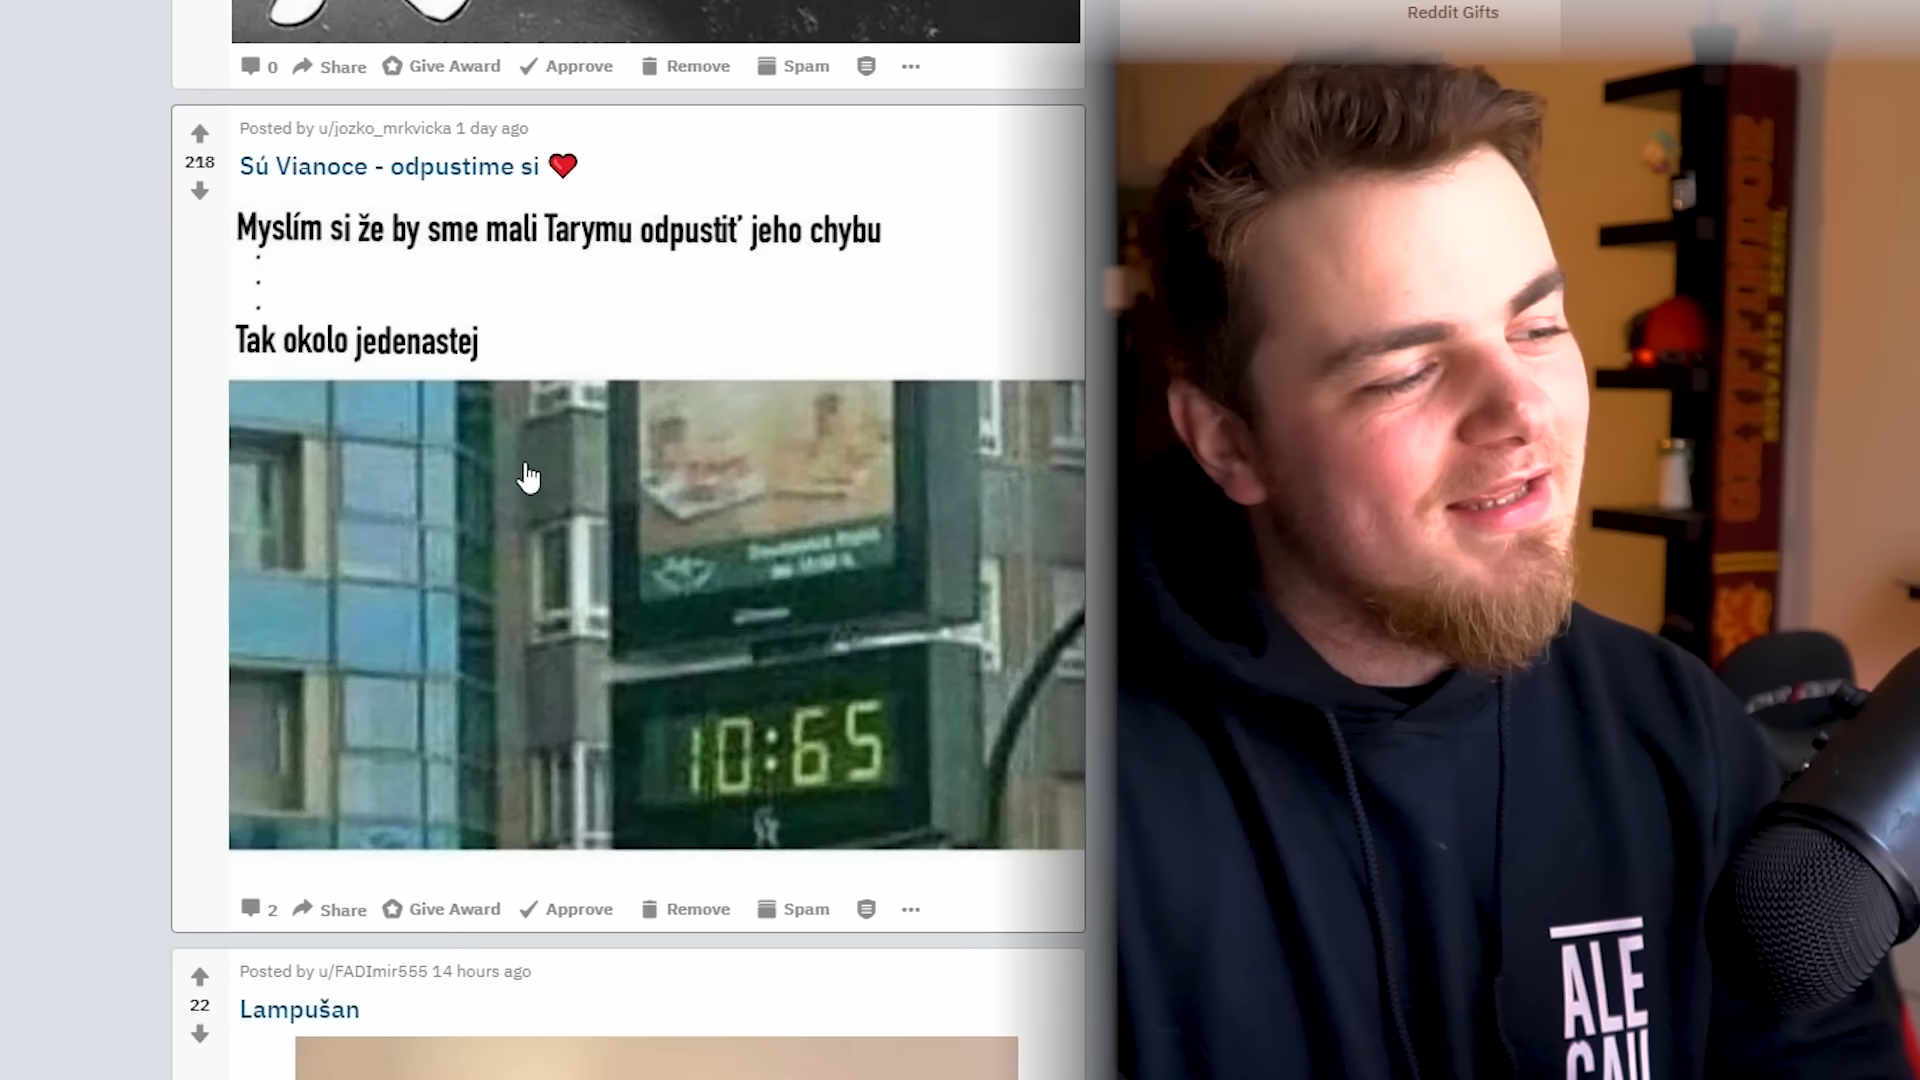 Reddit Gifts
0 Share Give Award Approve Remove Spam
Posted by u/jozko_mrkvicka 1 day ago
218
Sú Vianoce - odpustime si
Myslím si že by sme mali Tarymu odpustiť jeho chybu
.
.
.
Tak okolo jedenastej
10:65
2 Share Give Award Approve Remove Spam
Posted by u/FADImir555 14 hours ago
22
Lampušan
ALE
ČAU